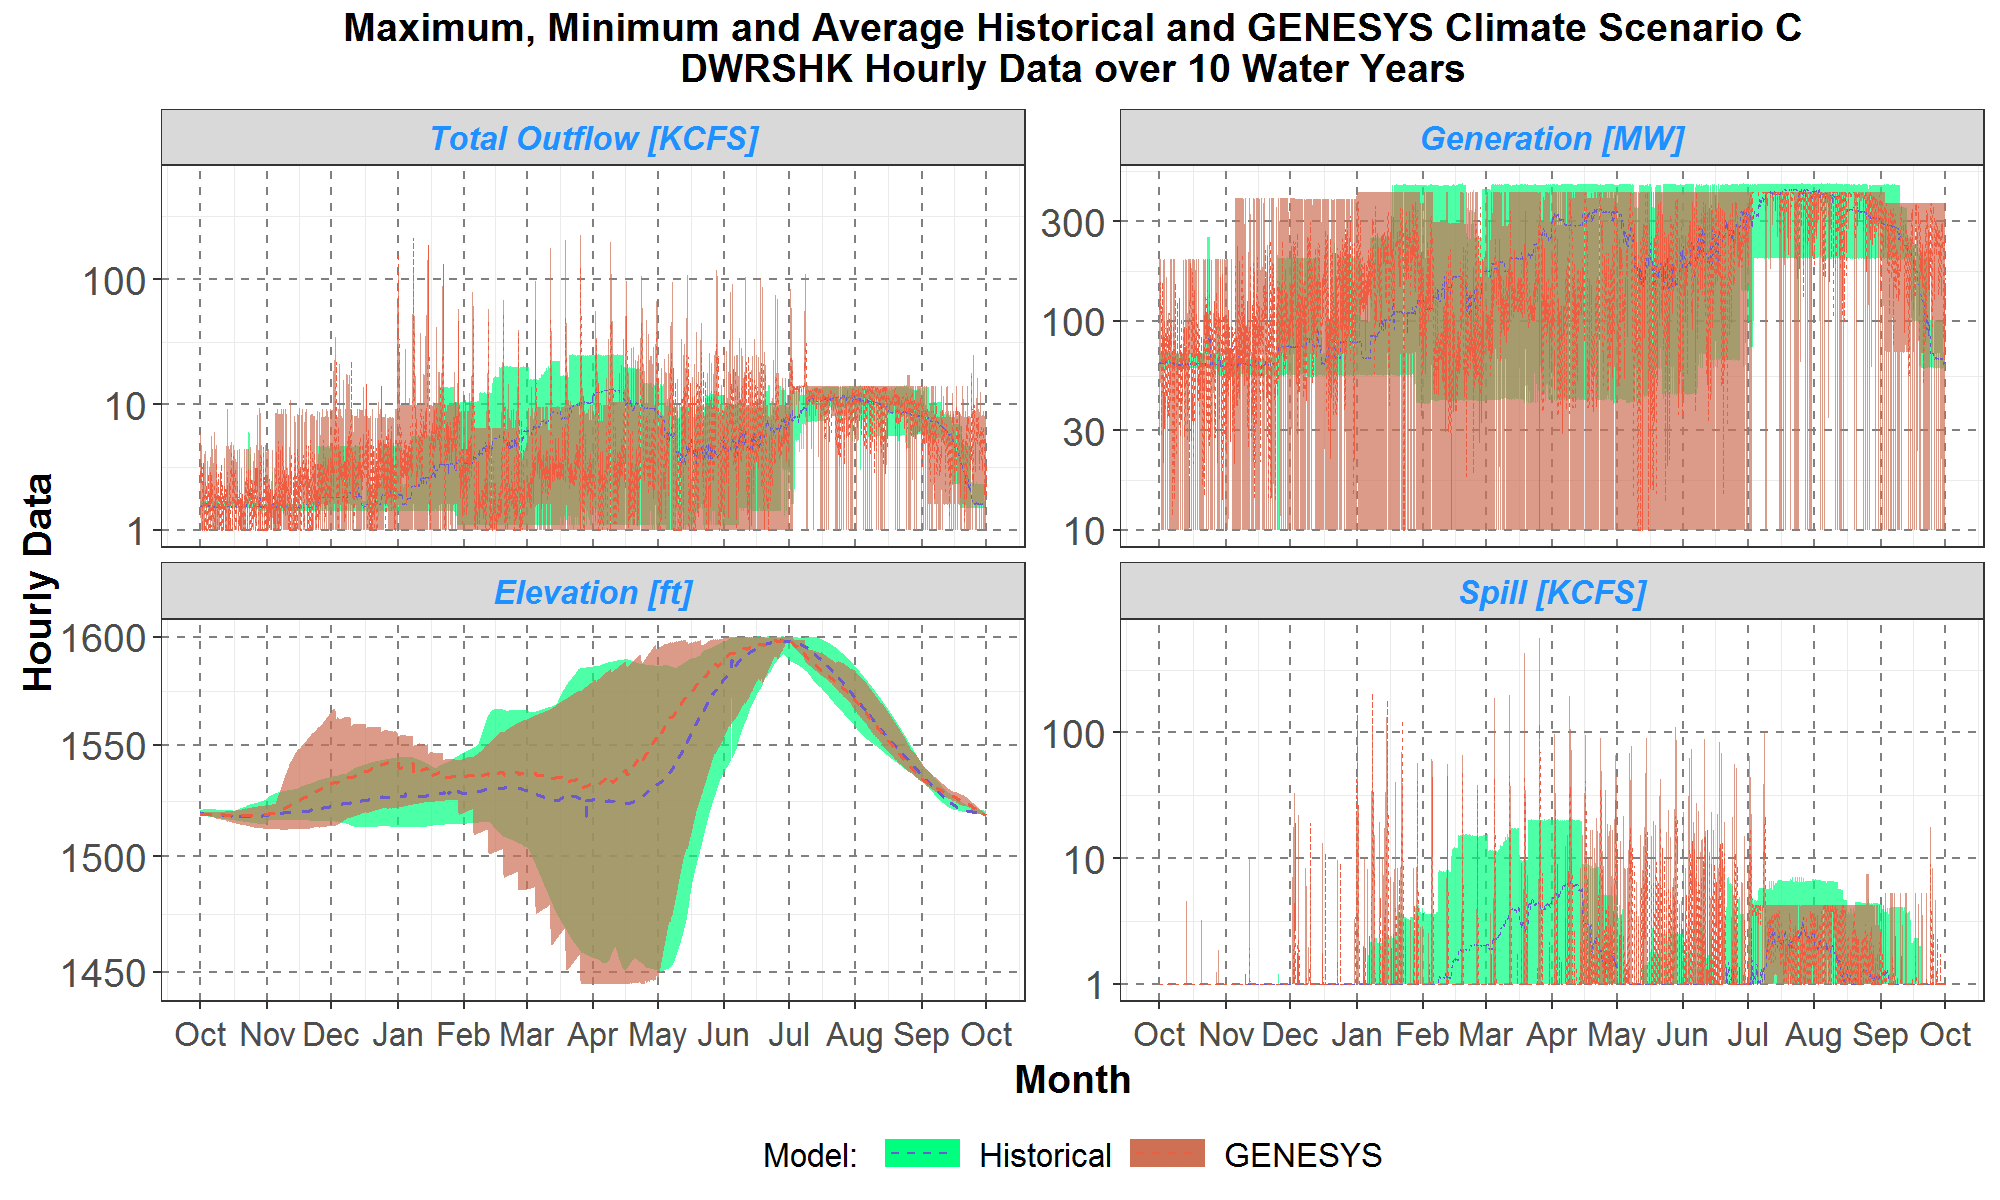 Maximum, Minimum and Average Historical and GENESYS Climate Scenario C
DWRSHK Hourly Data over 10 Water Years
Total Outflow [KCFS]
Generation [MW]
100
10
1
300
100
30
10
Elevation [ft]
Spill [KCFS]
1600
1550
1500
1450
100
10
1
Hourly Data
Oct Nov Dec Jan Feb Mar Apr May Jun Jul Aug Sep Oct
Oct Nov Dec Jan Feb Mar Apr May Jun Jul Aug Sep Oct
Month
Model: Historical GENESYS